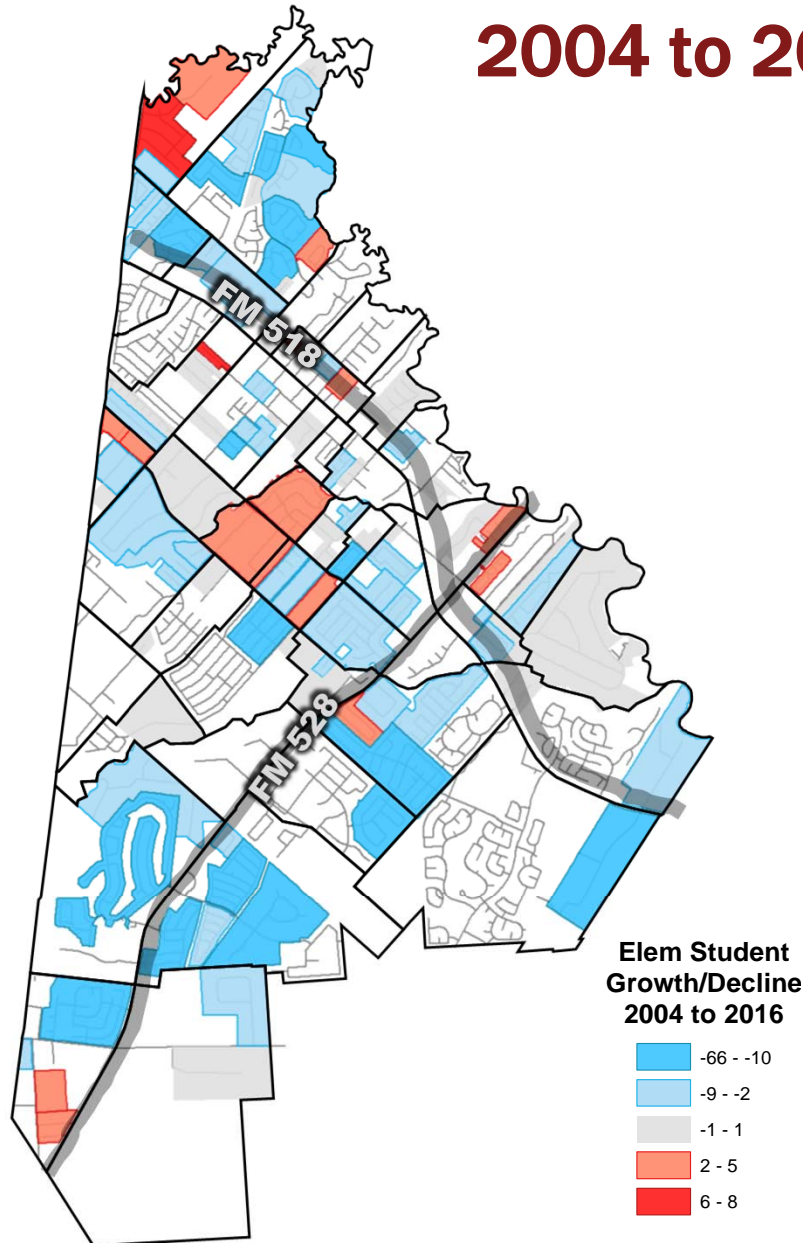 2004 to 20
FM 518
FM 528
Elem Student
Growth/Decline
2004 to 2016
-66 - -10
-9 - -2
-1 - 1
2 - 5
6 - 8